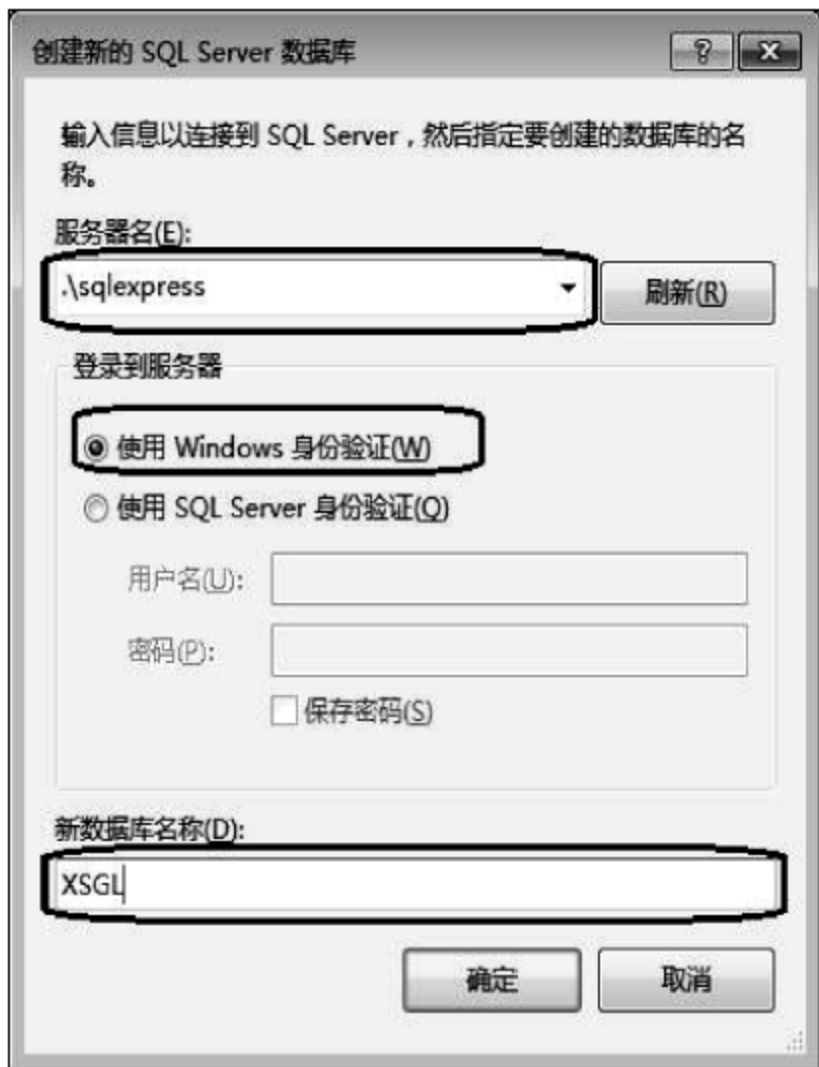 创建新的 SQL Server 数据库
输入信息以连接到 SQL Server，然后指定要创建的数据库的名
称。
服务器名(E):
.\sqlexpress
刷新(R)
登录到服务器
使用 Windows 身份验证(W)
使用 SQL Server 身份验证(Q)
用户名(U):
密码(P):
保存密码(S)
新数据库名称(D):
XSGL
确定
取消